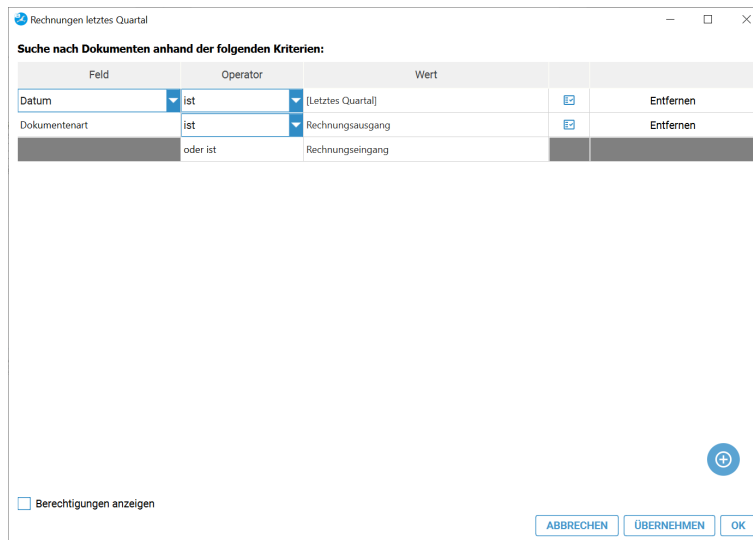 Rechnungen letztes Quartal
Suche nach Dokumenten anhand der folgenden Kriterien:
Feld Operator Wert
Datum ist [Letztes Quartal] Entfernen
Dokumentenart ist Rechnungsausgang Entfernen
oder ist Rechnungseingang
Berechtigungen anzeigen
ABBRECHEN ÜBERNEHMEN OK